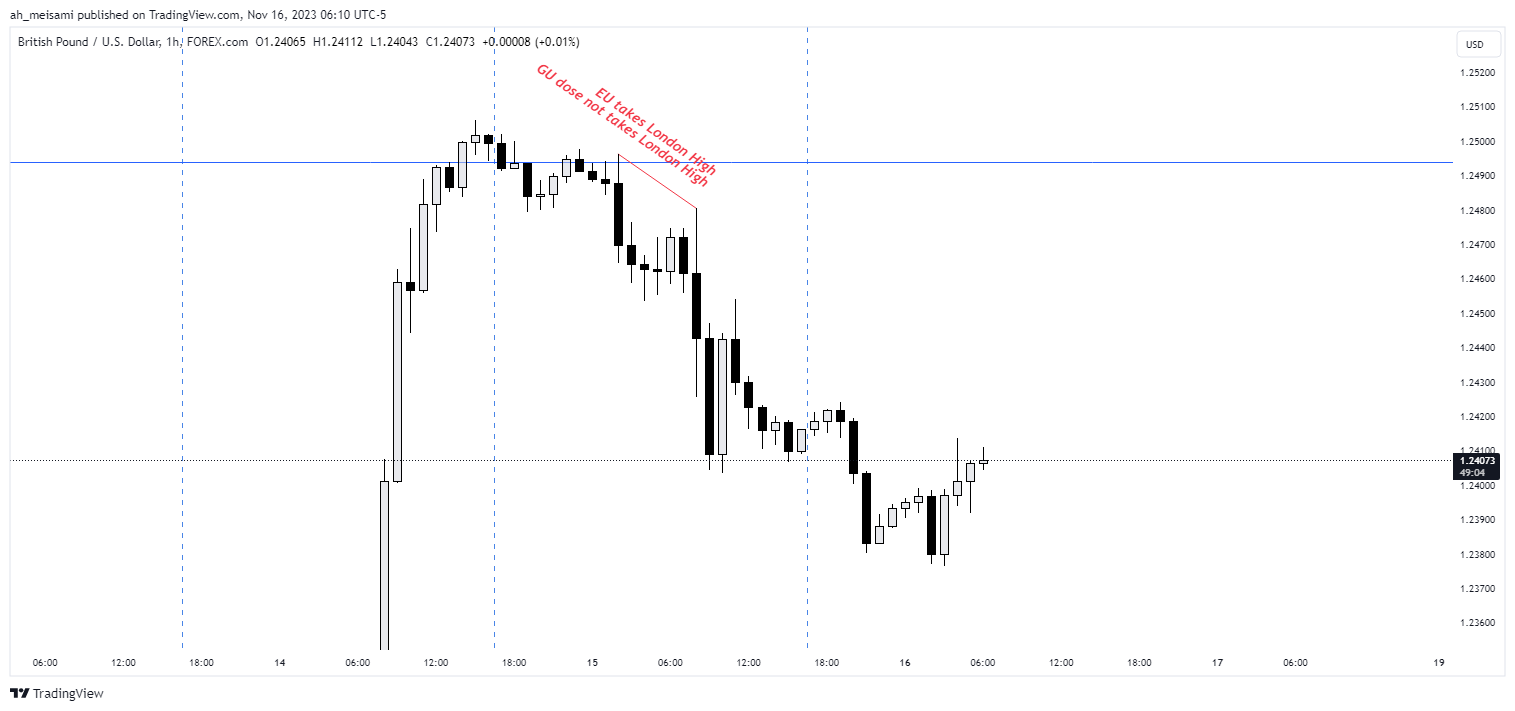 ah_meisami published on TradingView.com, Nov 16, 2023 06:10 UTC-5
British Pound / U.S. Dollar, 1h, FOREX.com O1.24065 H1.24112 L1.24043 C1.24073 +0.00008 (+0.01%)
USD
EU takes London High
GU dose not takes London High
1.25200
1.25100
1.25000
1.24900
1.24800
1.24700
1.24600
1.24500
1.24400
1.24300
1.24200
1.24100
1.24073
49:04
1.24000
1.23900
1.23800
1.23700
1.23600
06:00 12:00 18:00 14 06:00 12:00 18:00 15 06:00 12:00 18:00 16 06:00 12:00 18:00 17 06:00 19
TradingView